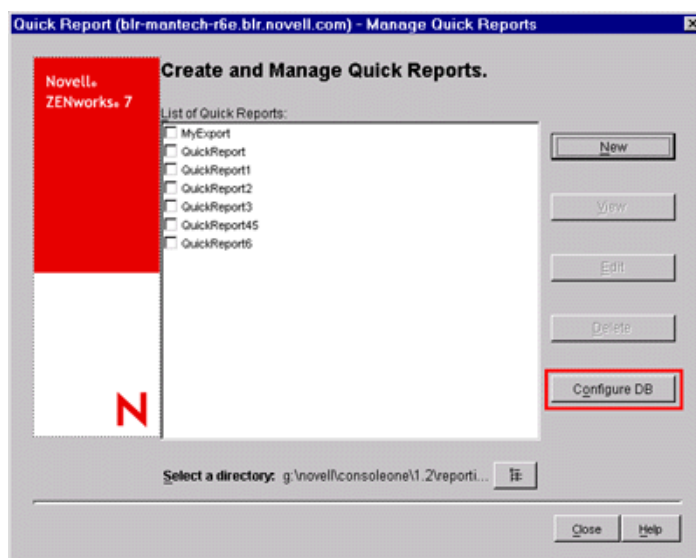 Quick Report (blr-mantech-r6e.blr.novell.com) - Manage Quick Reports
Novell®
ZENworks® 7
Create and Manage Quick Reports.
List of Quick Reports:
MyExport
QuickReport
QuickReport1
QuickReport2
QuickReport3
QuickReport45
QuickReport6
New
View
Edit
Delete
Configure DB
N
Select a directory: g:\novell\consoleone\1.2\reporti...
Close
Help